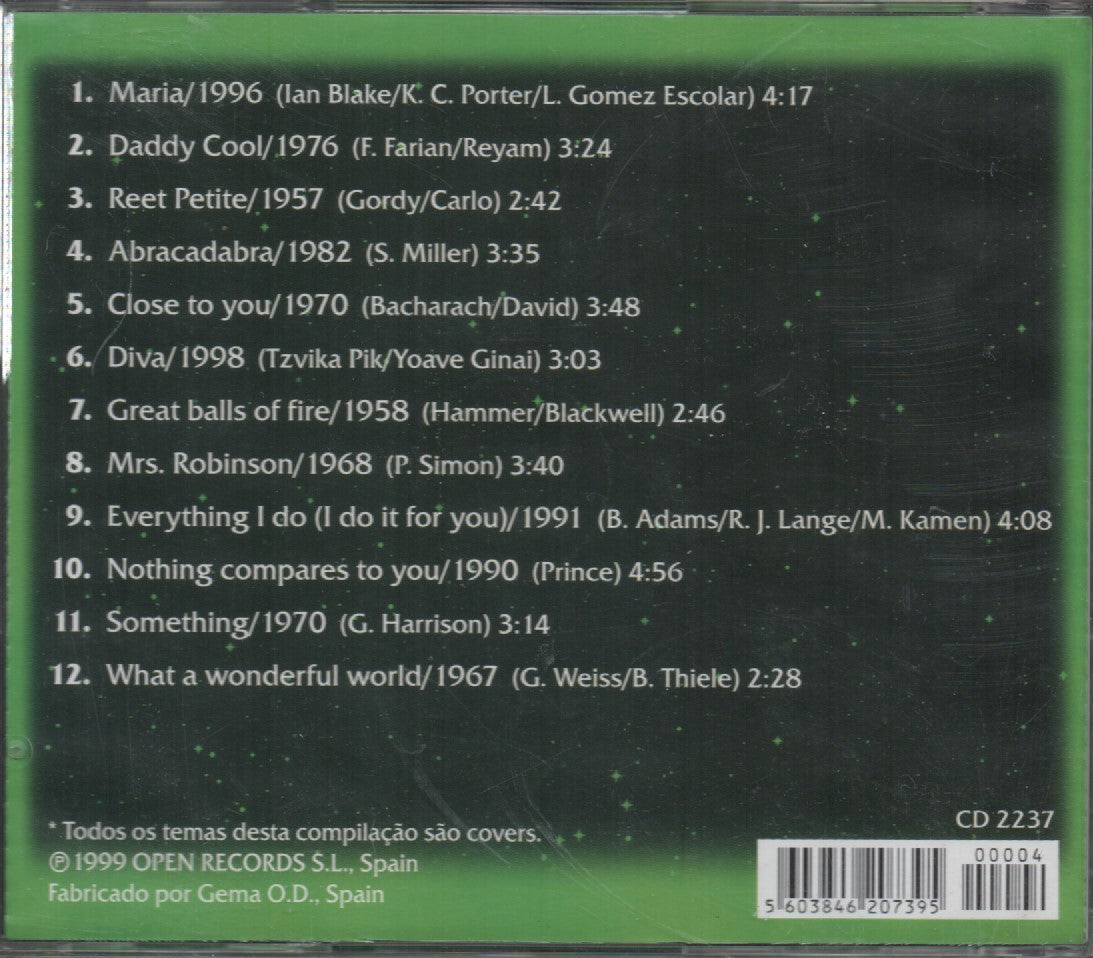 1. Maria/1996 (Ian Blake/K. C. Porter/L. Gomez Escolar) 4:17
2. Daddy Cool/1976 (F. Farian/Reyam) 3:24
3. Reet Petite/1957 (Gordy/Carlo) 2:42
4. Abracadabra/1982 (S. Miller) 3:35
5. Close to you/1970 (Bacharach/David) 3:48
6. Diva/1998 (Tzvika Pik/Yoave Ginai) 3:03
7. Great balls of fire/1958 (Hammer/Blackwell) 2:46
8. Mrs. Robinson/1968 (P. Simon) 3:40
9. Everything I do (I do it for you)/1991 (B. Adams/R. J. Lange/M. Kamen) 4:08
10. Nothing compares to you/1990 (Prince) 4:56
11. Something/1970 (G. Harrison) 3:14
12. What a wonderful world/1967 (G. Weiss/B. Thiele) 2:28
* Todos os temas desta compilação são covers.
℗ 1999 OPEN RECORDS S.L., Spain
Fabricado por Gema O.D., Spain
CD 2237
00004
5 603846 207395